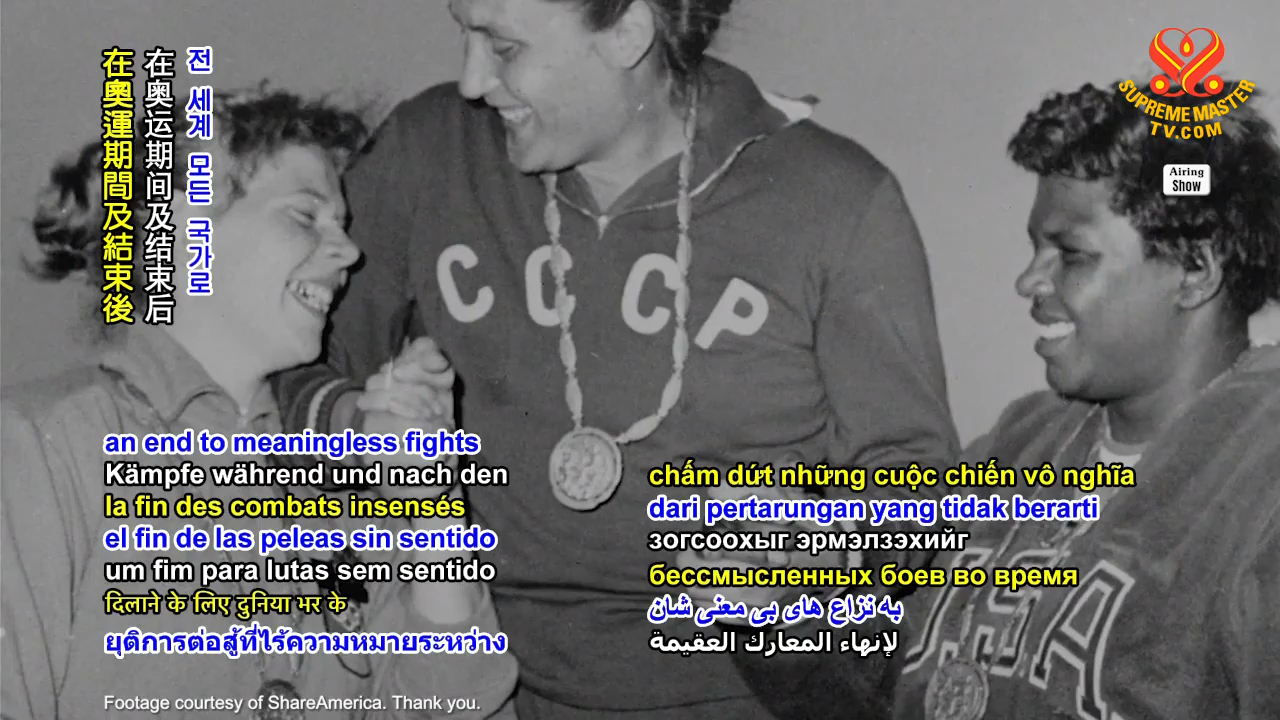 在奧運期間及結束後
在奥运期间及结束后
전 세계 모든 국가로
SUPREME MASTER
TV.COM
Airing
Show
CCCP
an end to meaningless fights
Kämpfe während und nach den
la fin des combats insensés
el fin de las peleas sin sentido
um fim para lutas sem sentido
दिलाने के लिए दुनिया भर के
ยุติการต่อสู้ที่ไร้ความหมายระหว่าง
chấm dứt những cuộc chiến vô nghĩa
dari pertarungan yang tidak berarti
зогсоохыг эрмэлзэхийг
бессмысленных боев во время
به نزاع های بی معنی شان
لإنهاء المعارك العقيمة
USA
Footage courtesy of ShareAmerica. Thank you.